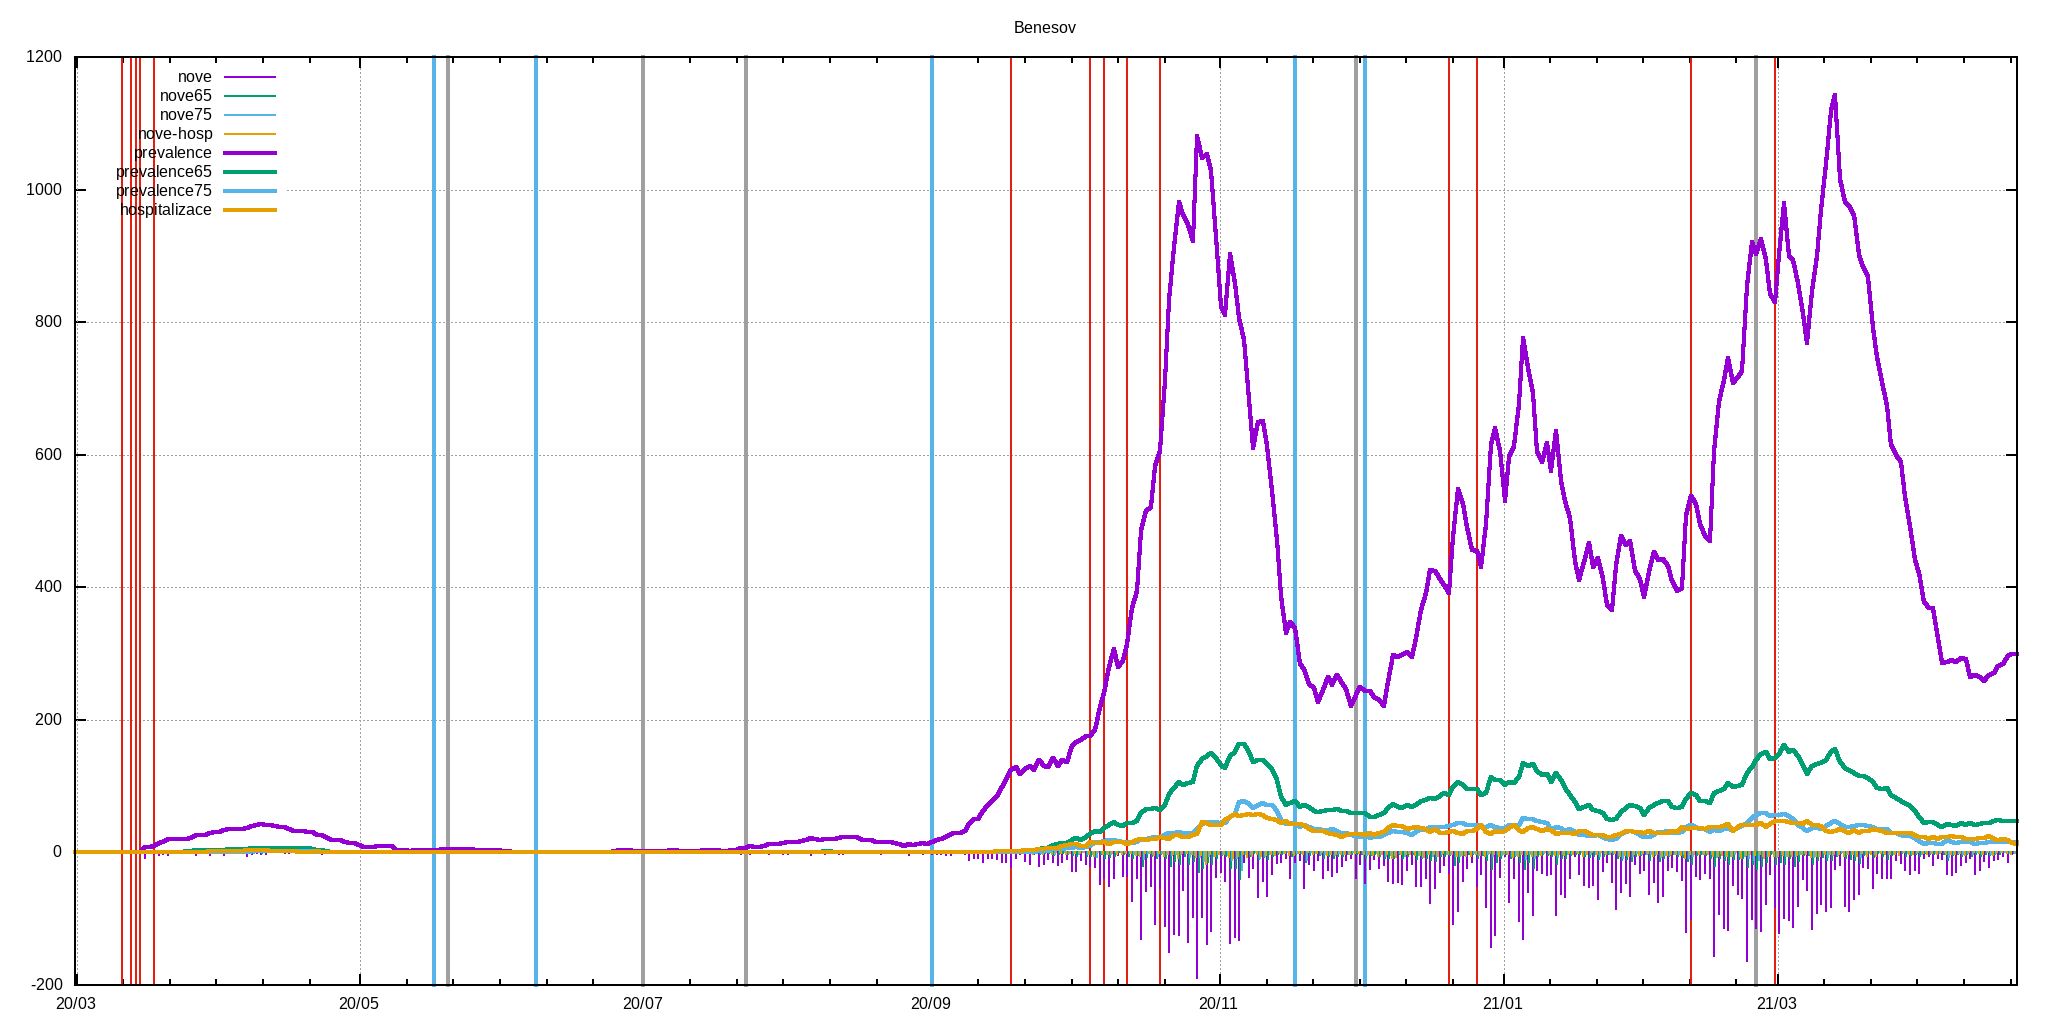 Benesov
1200
1000
800
600
400
200
0
-200
nove
nove65
nove75
nove-hosp
prevalence
prevalence65
prevalence75
hospitalizace
20/03 20/05 20/07 20/09 20/11 21/01 21/03